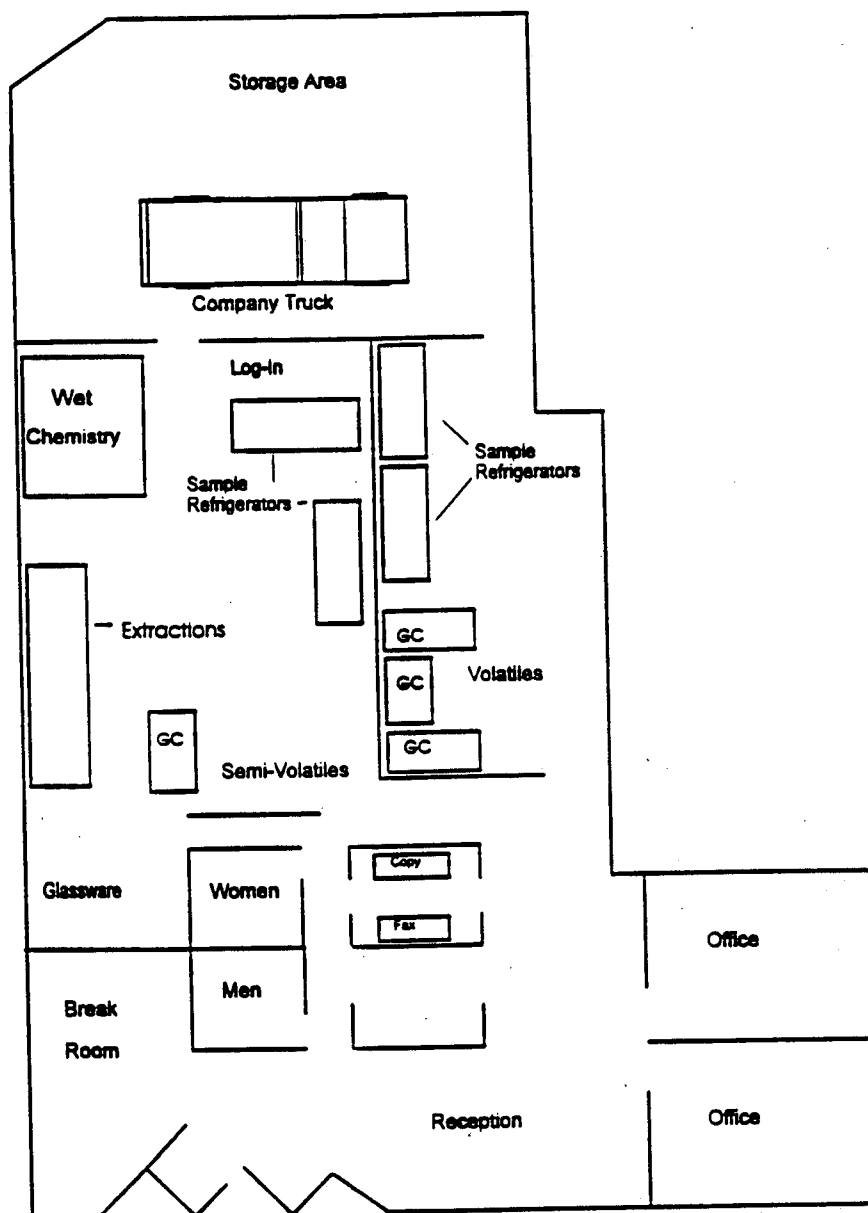 Storage Area
Company Truck
Log-In
Wet
Chemistry
Sample
Refrigerators
Sample
Refrigerators
Extractions
GC
GC
Volatiles
GC
GC
Semi-Volatiles
Copy
Glassware
Women
Fax
Office
Men
Break
Room
Reception
Office